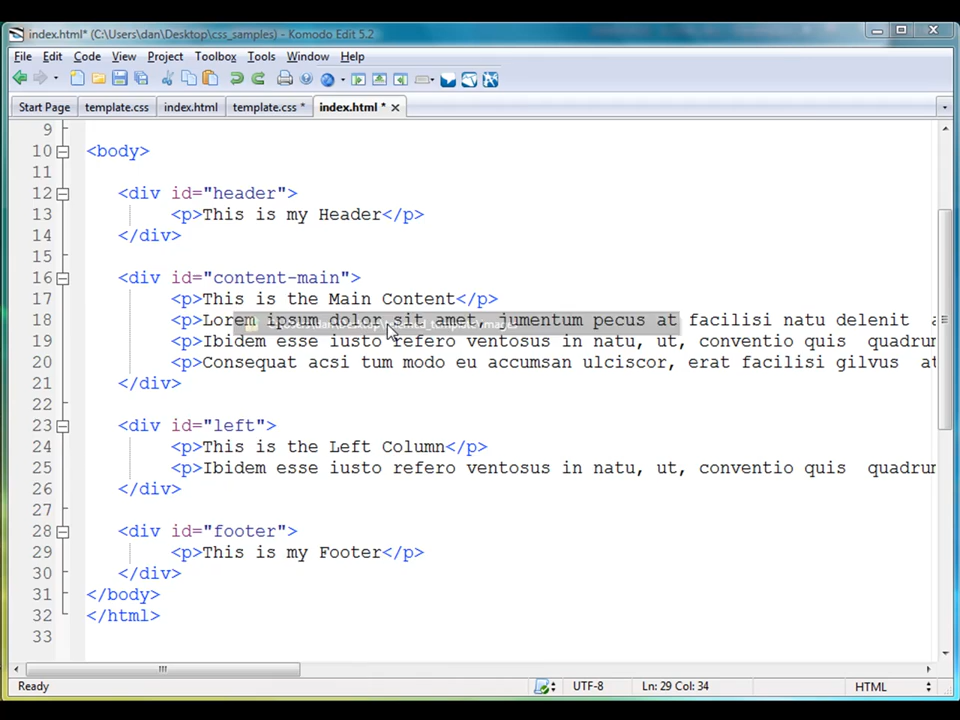 index.html* (C:\Users\dan\Desktop\css_samples) - Komodo Edit 5.2
File Edit Code View Project Toolbox Tools Window Help
Start Page template.css index.html template.css * index.html *
9
10 <body>
11
12 <div id="header">
13 <p>This is my Header</p>
14 </div>
15
16 <div id="content-main">
17 <p>This is the Main Content</p>
18 <p>Lorem ipsum dolor sit amet, jumentum pecus at facilisi natu delenit
19 <p>Ibidem esse iusto refero ventosus in natu, ut, conventio quis quadrum
20 <p>Consequat acsi tum modo eu accumsan ulciscor, erat facilisi gilvus at
21 </div>
22
23 <div id="left">
24 <p>This is the Left Column</p>
25 <p>Ibidem esse iusto refero ventosus in natu, ut, conventio quis quadrum
26 </div>
27
28 <div id="footer">
29 <p>This is my Footer</p>
30 </div>
31 </body>
32 </html>
33
Ready UTF-8 Ln: 29 Col: 34 HTML